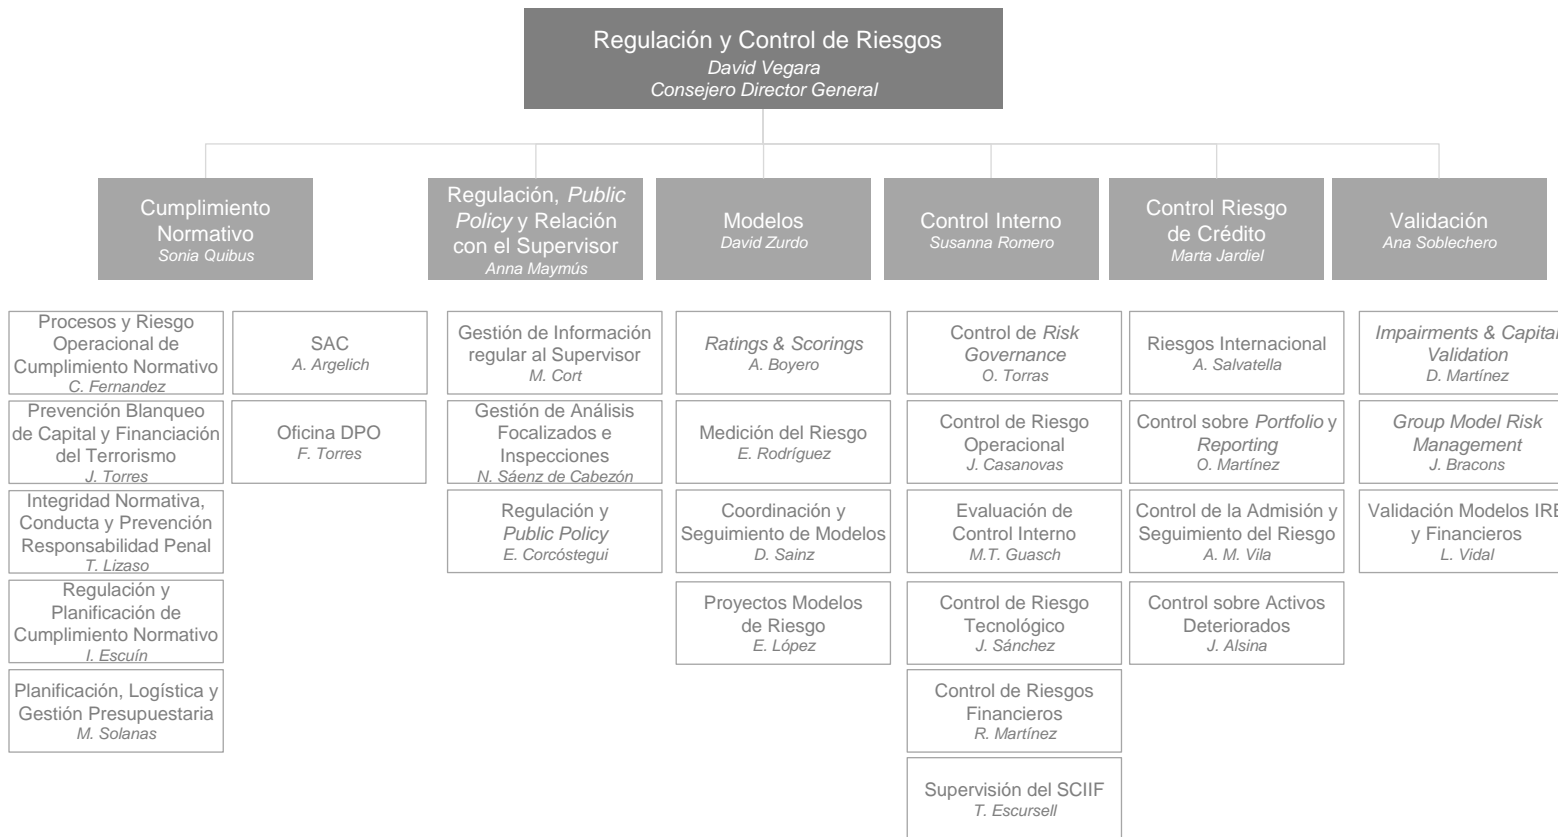 Regulación y Control de Riesgos
David Vegara
Consejero Director General
Cumplimiento
Normativo
Sonia Quibus
Regulación, Public
Policy y Relación
con el Supervisor
Anna Maymús
Modelos
David Zurdo
Control Interno
Susanna Romero
Control Riesgo
de Crédito
Marta Jardiel
Validación
Ana Soblechero
Procesos y Riesgo
Operacional de
Cumplimiento Normativo
C. Fernandez
Prevención Blanqueo
de Capital y Financiación
del Terrorismo
J. Torres
Integridad Normativa,
Conducta y Prevención
Responsabilidad Penal
T. Lizaso
Regulación y
Planificación de
Cumplimiento Normativo
I. Escuín
Planificación, Logística y
Gestión Presupuestaria
M. Solanas
SAC
A. Argelich
Oficina DPO
F. Torres
Gestión de Información
regular al Supervisor
M. Cort
Gestión de Análisis
Focalizados e
Inspecciones
N. Sáenz de Cabezón
Regulación y
Public Policy
E. Corcóstegui
Ratings & Scorings
A. Boyero
Medición del Riesgo
E. Rodríguez
Coordinación y
Seguimiento de Modelos
D. Sainz
Proyectos Modelos
de Riesgo
E. López
Control de Risk
Governance
O. Torras
Control de Riesgo
Operacional
J. Casanovas
Evaluación de
Control Interno
M.T. Guasch
Control de Riesgo
Tecnológico
J. Sánchez
Control de Riesgos
Financieros
R. Martínez
Supervisión del SCIIF
T. Escursell
Riesgos Internacional
A. Salvatella
Control sobre Portfolio y
Reporting
O. Martínez
Control de la Admisión y
Seguimiento del Riesgo
A. M. Vila
Control sobre Activos
Deteriorados
J. Alsina
Impairments & Capital
Validation
D. Martínez
Group Model Risk
Management
J. Bracons
Validación Modelos
y Financieros
L. Vidal